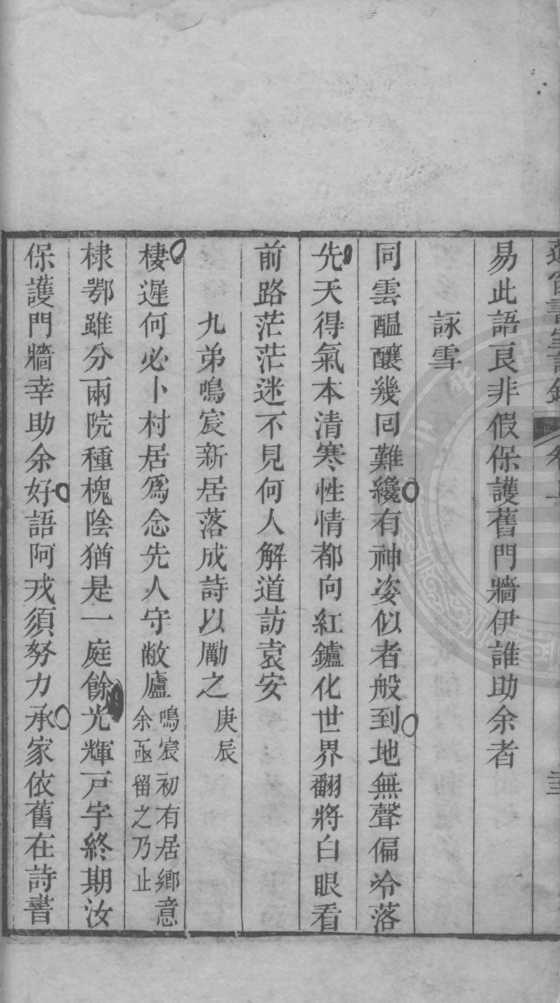 易此語良非假保護舊門牆伊誰助余者
詠雪
同雲醖釀幾回難纔有神姿似者般到地無聲偏冷落
先天得氣本清寒性情都向紅鑪化世界翻將白眼看
前路茫茫迷不見何人解道訪袁安
九弟鳴宸新居落成詩以勵之庚辰
棲遲何必卜村居爲念先人守敝廬鳴宸初有居鄉意余亟留之乃止
棣鄂雖分兩院種槐陰猶是一庭餘光輝戸宇終期汝
保護門牆幸助余好語阿戎須努力承家依舊在詩書